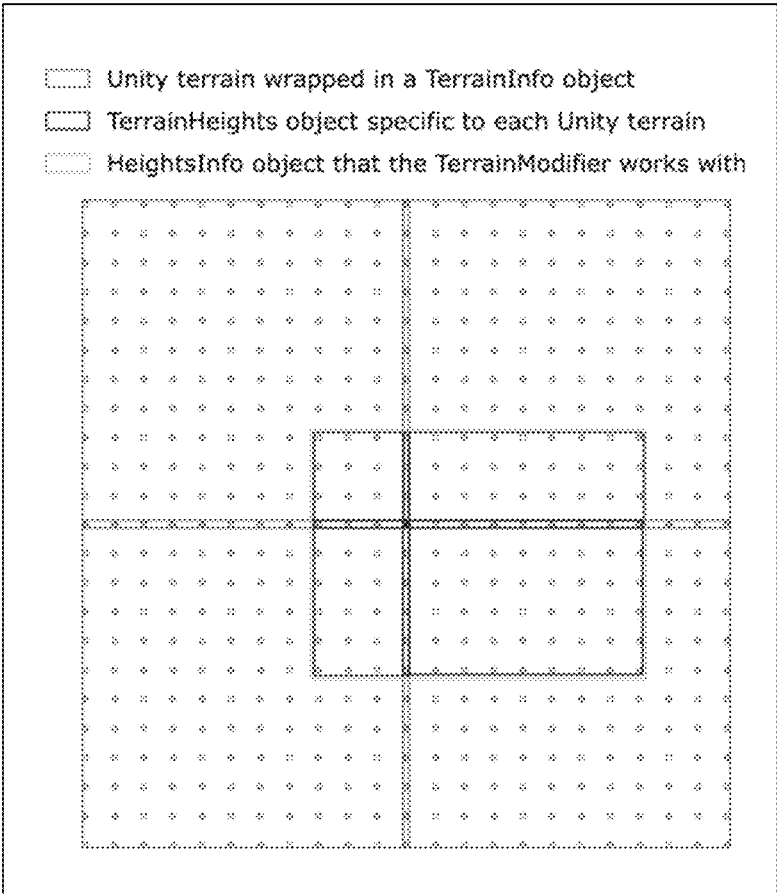 Unity terrain wrapped in a TerrainInfo object
TerrainHeights object specific to each Unity terrain
HeightsInfo object that the TerrainModifier works with